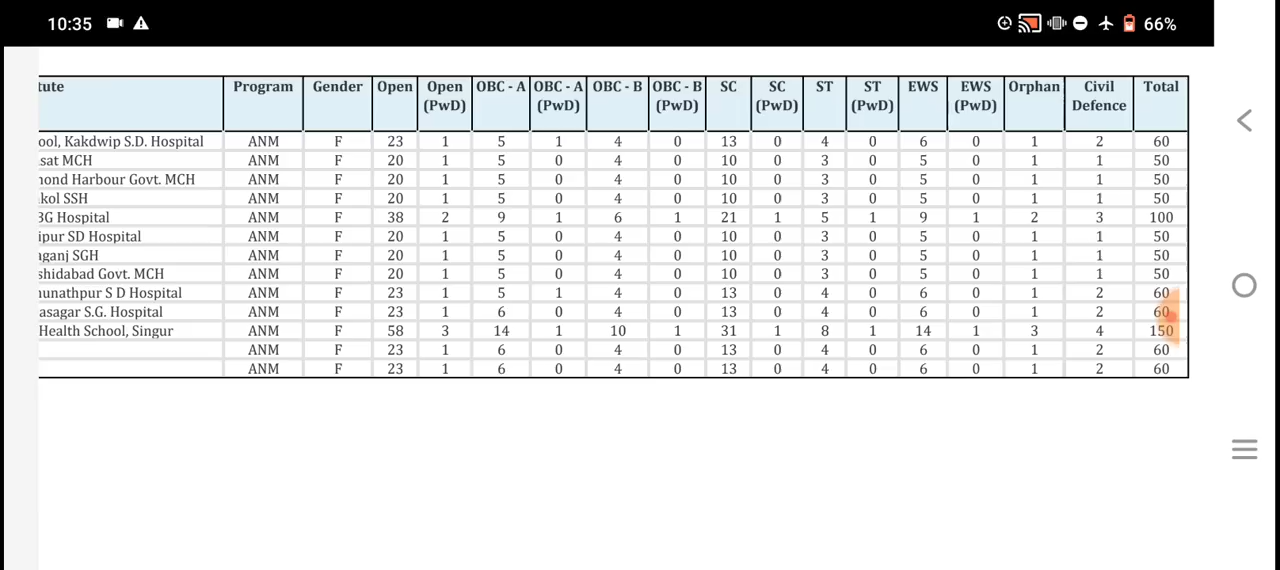 10:35 66%
tute Program Gender Open Open (PwD) OBC - A OBC - A (PwD) OBC - B OBC - B (PwD) SC SC (PwD) ST ST (PwD) EWS EWS (PwD) Orphan Civil Defence Total
ool, Kakdwip S.D. Hospital ANM F 23 1 5 1 4 0 13 0 4 0 6 0 1 2 60
sat MCH ANM F 20 1 5 0 4 0 10 0 3 0 5 0 1 1 50
nond Harbour Govt. MCH ANM F 20 1 5 0 4 0 10 0 3 0 5 0 1 1 50
kol SSH ANM F 20 1 5 0 4 0 10 0 3 0 5 0 1 1 50
BG Hospital ANM F 38 2 9 1 6 1 21 1 5 1 9 1 2 3 100
ipur SD Hospital ANM F 20 1 5 0 4 0 10 0 3 0 5 0 1 1 50
aganj SGH ANM F 20 1 5 0 4 0 10 0 3 0 5 0 1 1 50
shidabad Govt. MCH ANM F 20 1 5 0 4 0 10 0 3 0 5 0 1 1 50
hunathpur S D Hospital ANM F 23 1 5 1 4 0 13 0 4 0 6 0 1 2 60
asagar S.G. Hospital ANM F 23 1 6 0 4 0 13 0 4 0 6 0 1 2 60
Health School, Singur ANM F 58 3 14 1 10 1 31 1 8 1 14 1 3 4 150
ANM F 23 1 6 0 4 0 13 0 4 0 6 0 1 2 60
ANM F 23 1 6 0 4 0 13 0 4 0 6 0 1 2 60